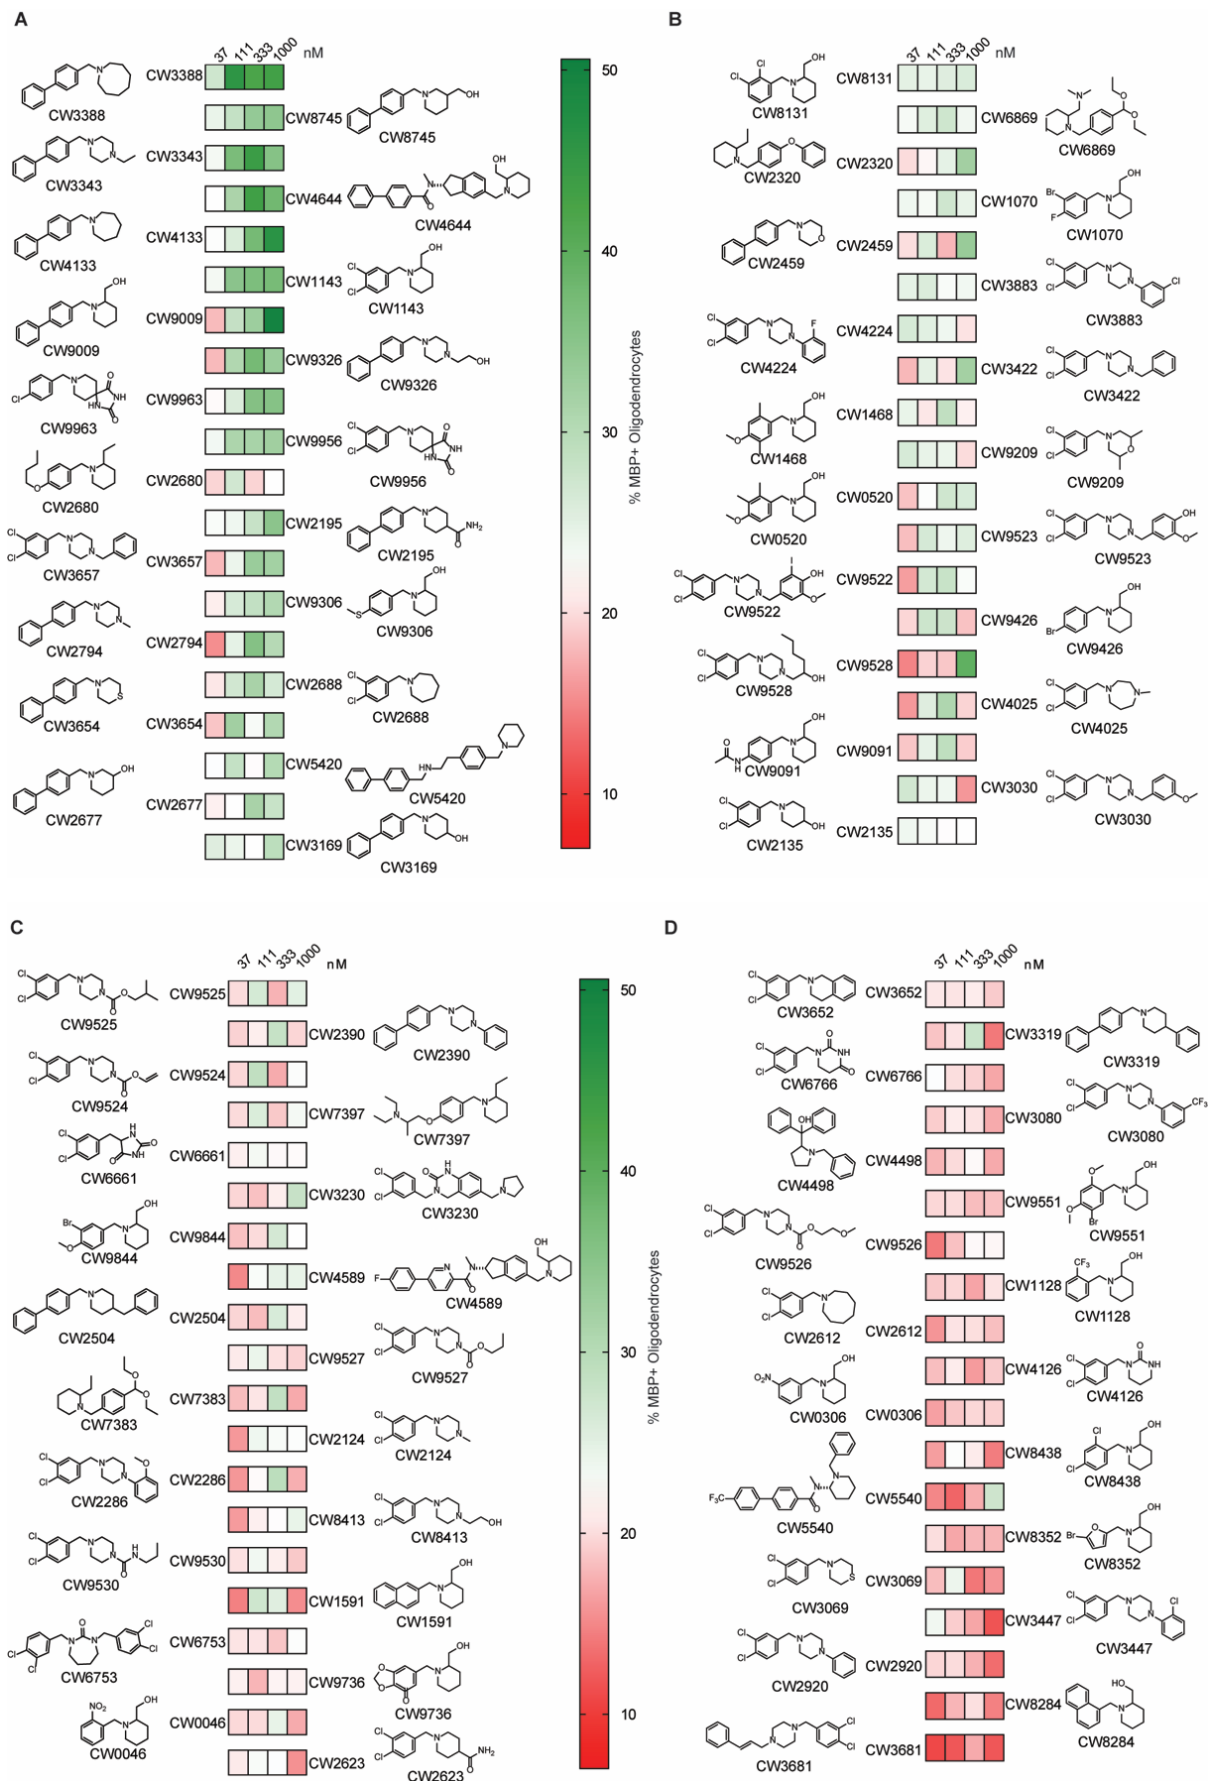 A
37 111 333 1000 nM
CW3388
CW3388
CW8745
CW8745
CW3343
CW3343
CW4644
CW4644
CW4133
CW4133
CW1143
CW1143
CW9009
CW9009
CW9326
CW9326
CW9963
CW9963
CW9956
CW9956
CW2680
CW2680
CW2195
CW2195
CW3657
CW3657
CW9306
CW9306
CW2794
CW2794
CW2688
CW2688
CW3654
CW3654
CW5420
CW5420
CW2677
CW2677
CW3169
CW3169
50
40
30
20
10
% MBP+ Oligodendrocytes
B
37 111 333 1000 nM
CW8131
CW8131
CW6869
CW6869
CW2320
CW2320
CW1070
CW1070
CW2459
CW2459
CW3883
CW3883
CW4224
CW4224
CW3422
CW3422
CW1468
CW1468
CW9209
CW9209
CW0520
CW0520
CW9523
CW9523
CW9522
CW9522
CW9426
CW9426
CW9528
CW9528
CW4025
CW4025
CW9091
CW9091
CW3030
CW3030
CW2135
CW2135
C
37 111 333 1000 nM
CW9525
CW9525
CW2390
CW2390
CW9524
CW9524
CW7397
CW7397
CW6661
CW6661
CW3230
CW3230
CW9844
CW9844
CW4589
CW4589
CW2504
CW2504
CW9527
CW9527
CW7383
CW7383
CW2124
CW2124
CW2286
CW2286
CW8413
CW8413
CW9530
CW9530
CW1591
CW1591
CW6753
CW6753
CW9736
CW9736
CW0046
CW0046
CW2623
CW2623
50
40
30
20
10
% MBP+ Oligodendrocytes
D
37 111 333 1000 nM
CW3652
CW3652
CW3319
CW3319
CW6766
CW6766
CW3080
CW3080
CW4498
CW4498
CW9551
CW9551
CW9526
CW9526
CW1128
CW1128
CW2612
CW2612
CW4126
CW4126
CW0306
CW0306
CW8438
CW8438
CW5540
CW5540
CW8352
CW8352
CW3069
CW3069
CW3447
CW3447
CW2920
CW2920
CW8284
CW8284
CW3681
CW3681